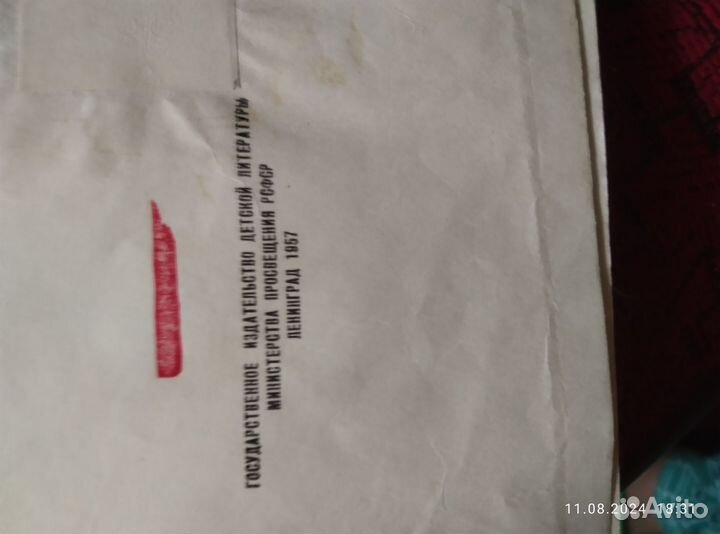 ГОСУДАРСТВЕННОЕ ИЗДАТЕЛЬСТВО ДЕТСКОЙ ЛИТЕРАТУРЫ
МИНИСТЕРСТВА ПРОСВЕЩЕНИЯ РСФСР
ЛЕНИНГРАД 1957
11.08.2024 18:31
Avito